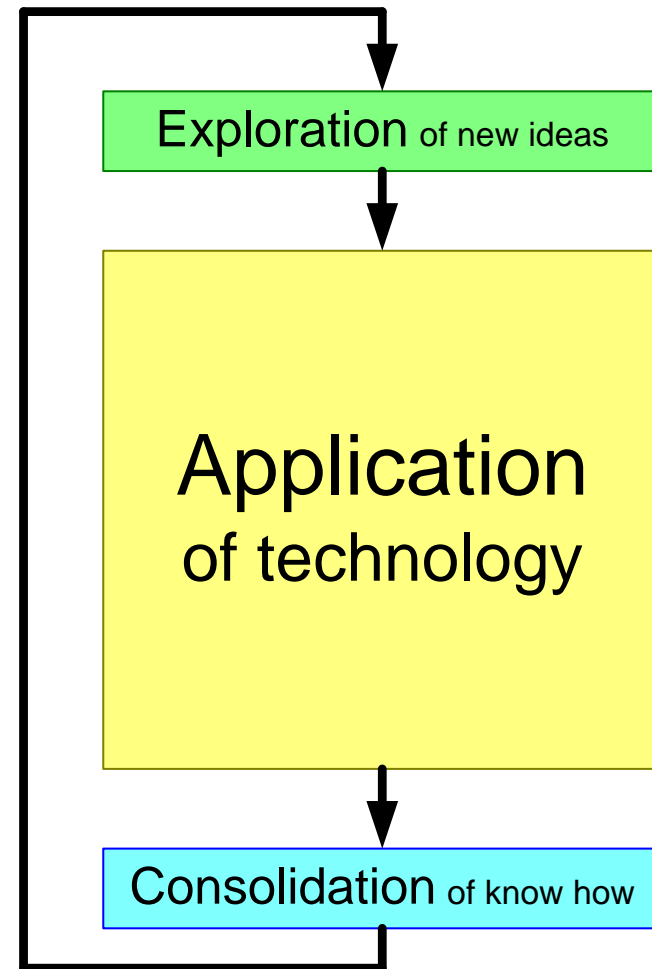 Exploration of new ideas
Application
of technology
Consolidation of know how